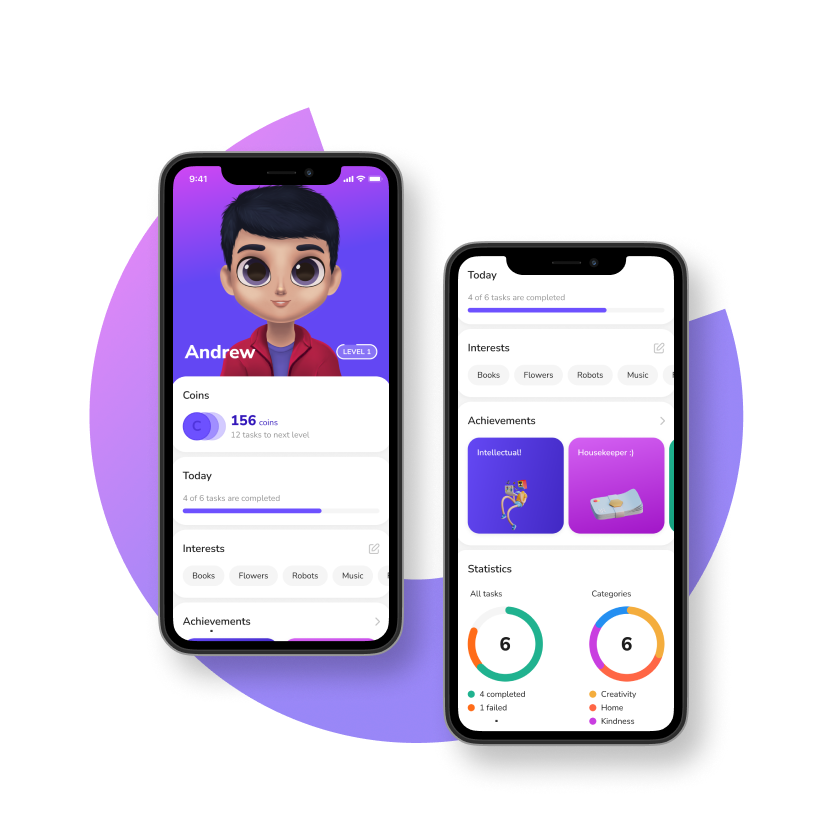 9:41
Andrew
LEVEL 1
Coins
C
156 coins
12 tasks to next level
Today
4 of 6 tasks are completed
Interests
Books Flowers Robots Music
Achievements
Today
4 of 6 tasks are completed
Interests
Books Flowers Robots Music
Achievements
Intellectual! Housekeeper :)
Statistics
All tasks Categories
6 6
4 completed Creativity
1 failed Home
Kindness